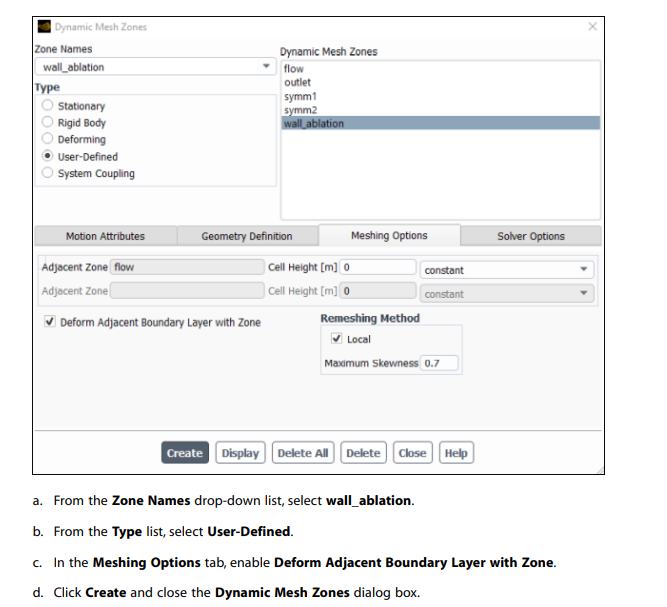 Dynamic Mesh Zones
Zone Names
wall_ablation
Type
Stationary
Rigid Body
Deforming
User-Defined
System Coupling
Dynamic Mesh Zones
flow
outlet
symm1
symm2
wall_ablation
Motion Attributes Geometry Definition Meshing Options Solver Options
Adjacent Zone flow Cell Height [m] 0 constant
Adjacent Zone Cell Height [m] 0 constant
Deform Adjacent Boundary Layer with Zone
Remeshing Method
Local
Maximum Skewness 0.7
Create Display Delete All Delete Close Help
a. From the Zone Names drop-down list, select wall_ablation.
b. From the Type list, select User-Defined.
c. In the Meshing Options tab, enable Deform Adjacent Boundary Layer with Zone.
d. Click Create and close the Dynamic Mesh Zones dialog box.